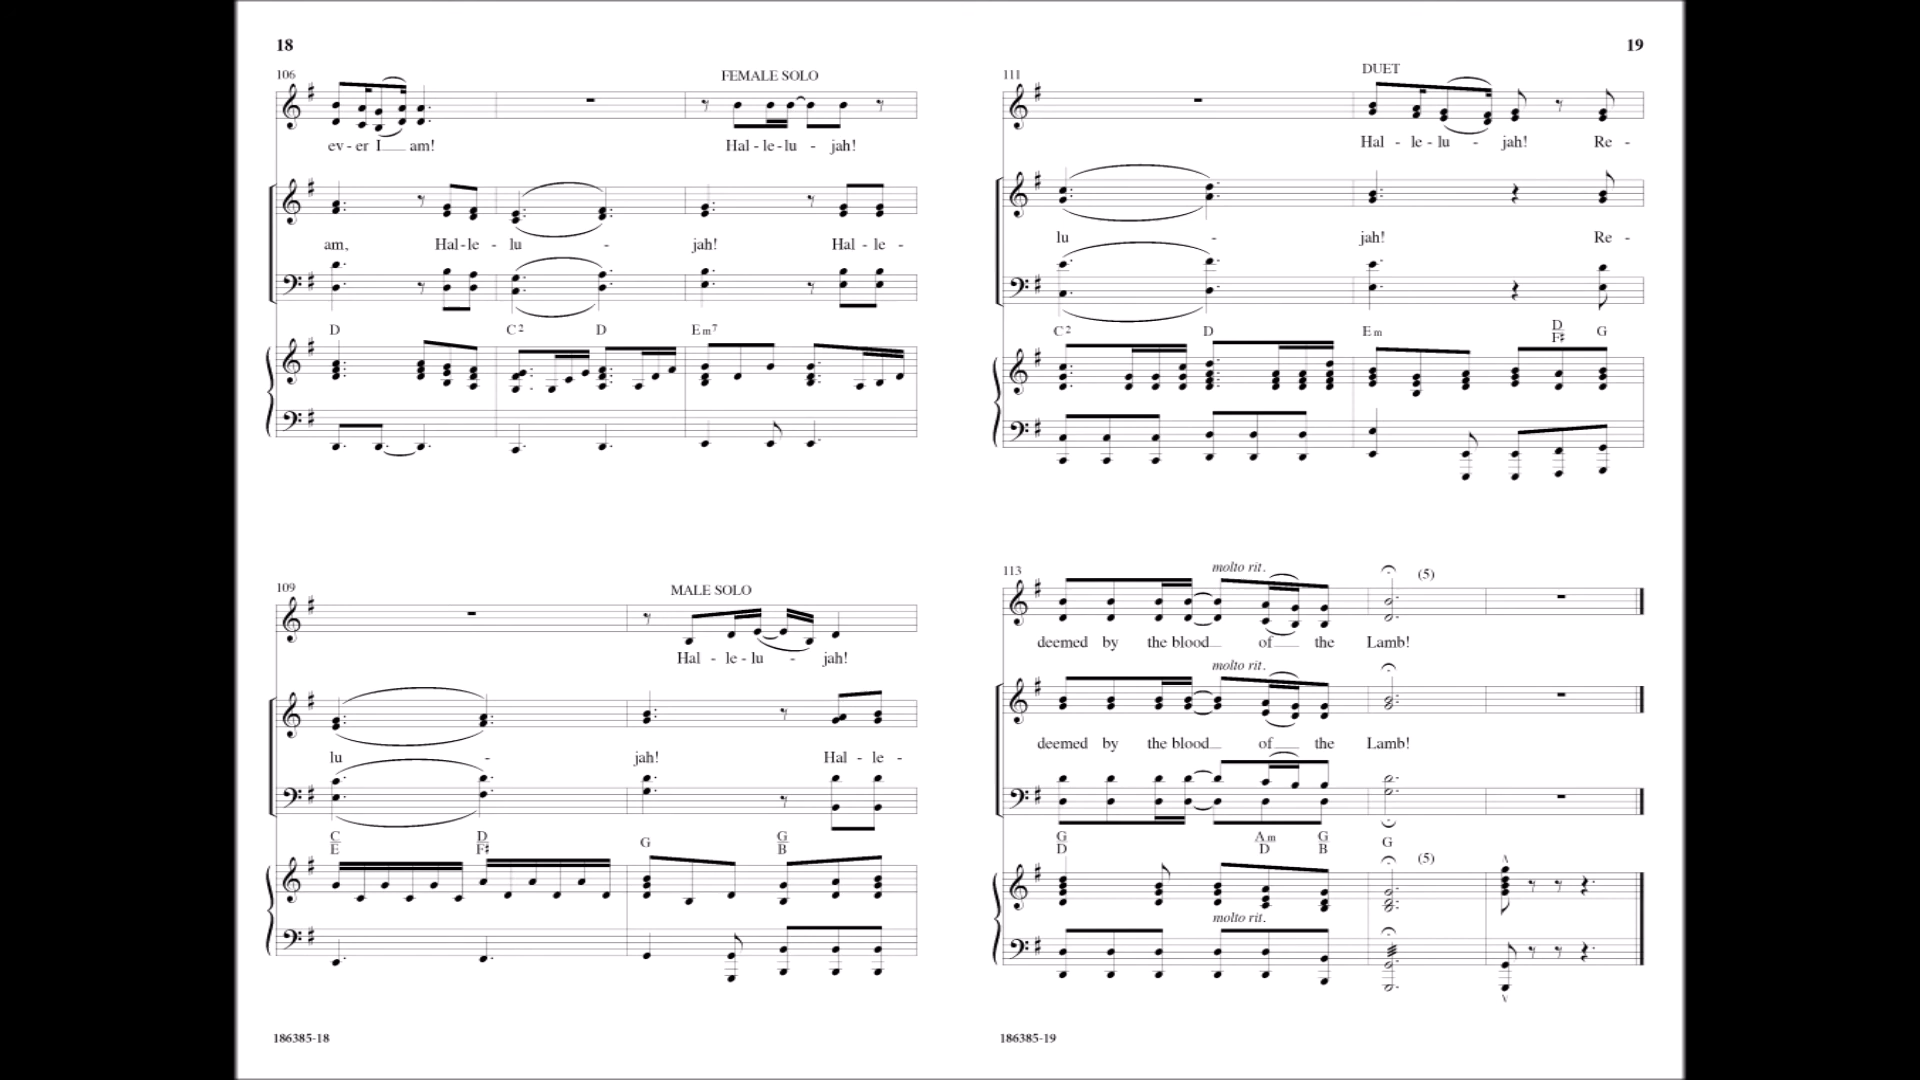 18
106
FEMALE SOLO
ev - er I am! Hal - le - lu - jah!
am, Hal - le - lu - jah! Hal - le -
D C2 D Em7
109
MALE SOLO
Hal - le - lu - jah!
lu - jah! Hal - le -
C/E D/F# G G/B
186385-18
19
111
DUET
Hal - le - lu - jah! Re -
lu - jah! Re -
C2 D Em D/F# G
113
molto rit. (5)
deemed by the blood of the Lamb!
molto rit.
deemed by the blood of the Lamb!
G/D Am/D G/B G (5)
molto rit.
186385-19